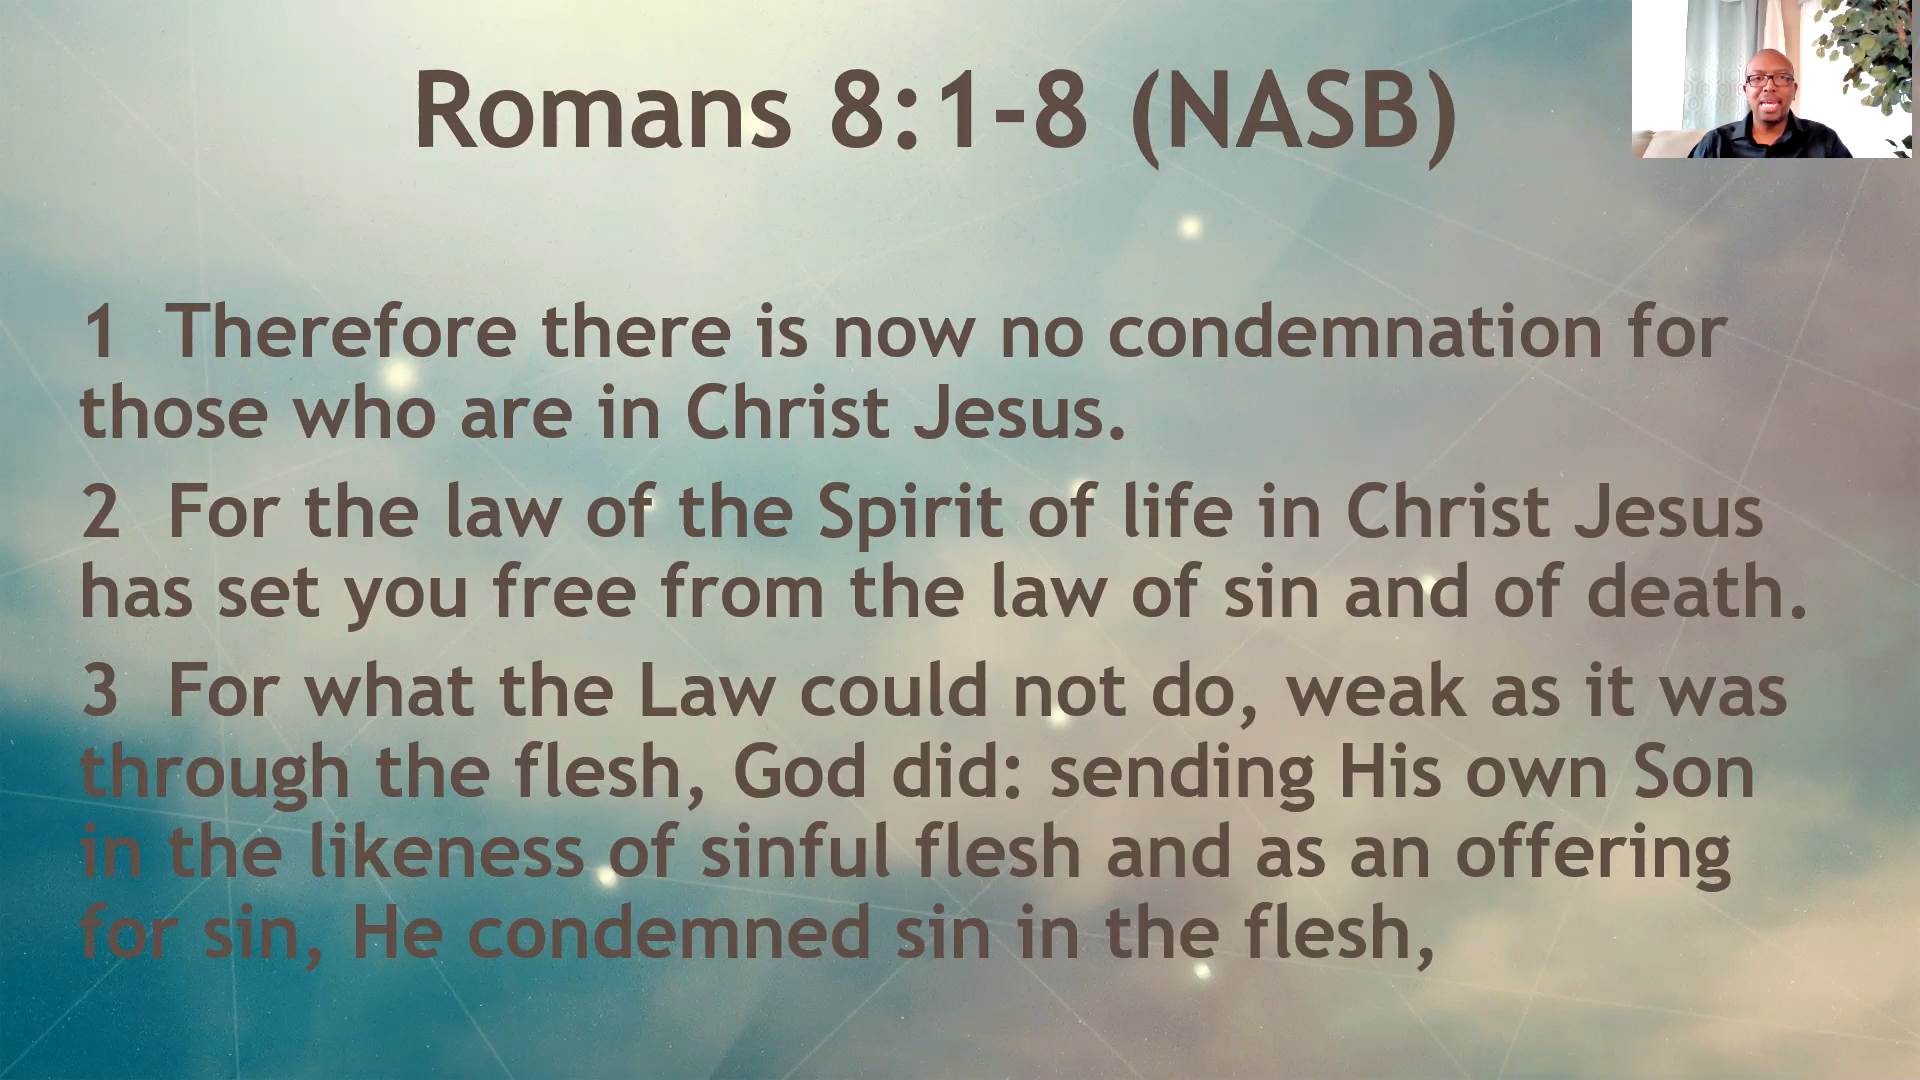 Romans 8:1-8 (NASB)
1 Therefore there is now no condemnation for
those who are in Christ Jesus.
2 For the law of the Spirit of life in Christ Jesus
has set you free from the law of sin and of death.
3 For what the Law could not do, weak as it was
through the flesh, God did: sending His own Son
in the likeness of sinful flesh and as an offering
for sin, He condemned sin in the flesh,